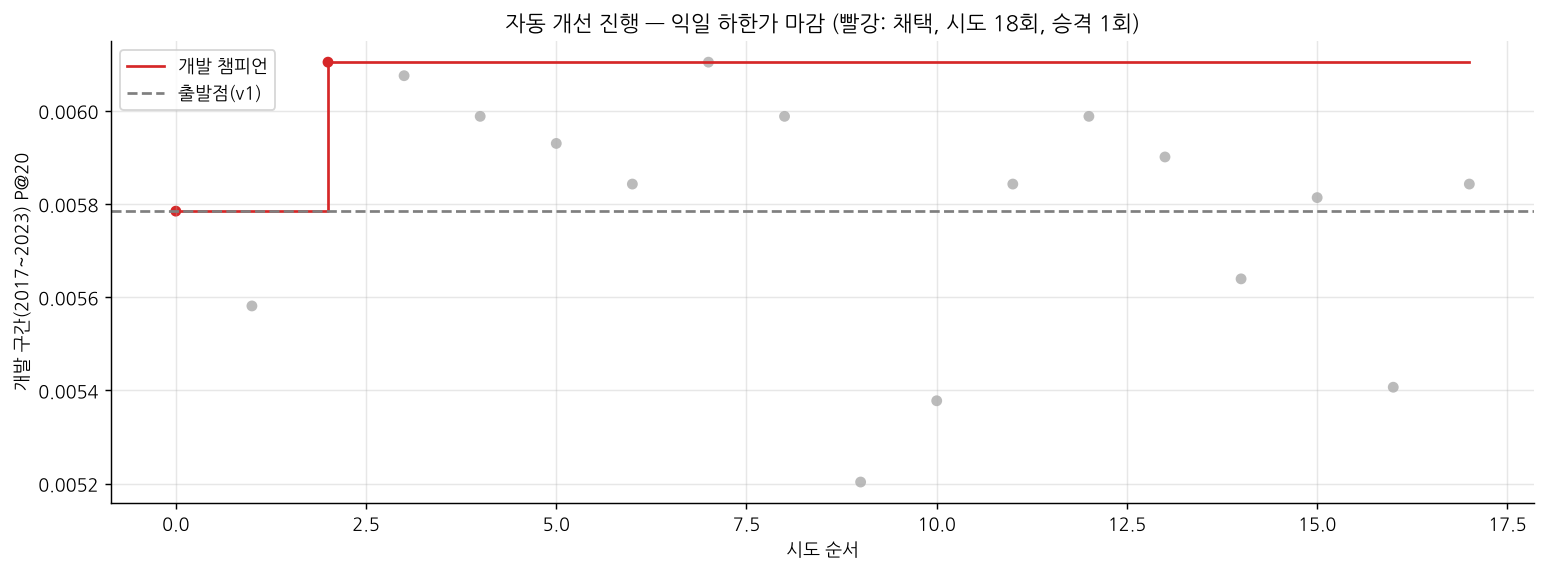 자동 개선 진행 — 익일 하한가 마감 (빨강: 채택, 시도 18회, 승격 1회)
개발 챔피언
출발점(v1)
개발 구간(2017~2023) P@20
0.0060
0.0058
0.0056
0.0054
0.0052
0.0 2.5 5.0 7.5 10.0 12.5 15.0 17.5
시도 순서